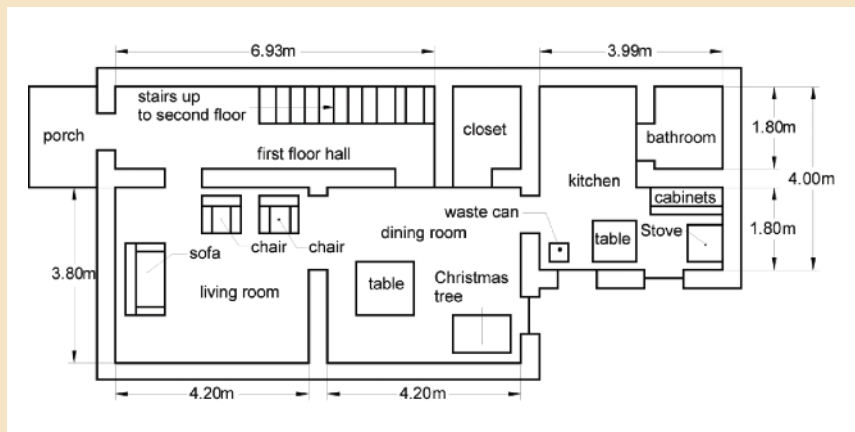 6.93m
3.99m
stairs up
to second floor
porch
closet
1.80m
bathroom
first floor hall
4.00m
kitchen
cabinets
waste can
chair
chair
dining room
table
Stove
1.80m
sofa
3.80m
living room
table
Christmas
tree
4.20m
4.20m